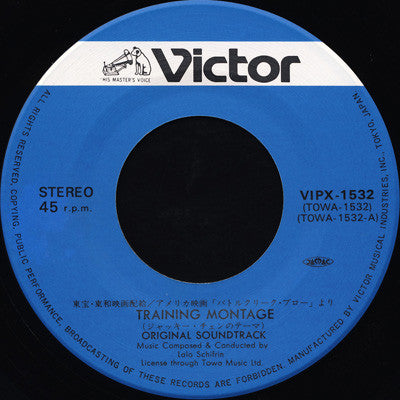 "HIS MASTER'S VOICE"
Victor
STEREO
45 r.p.m.
VIPX-1532
(TOWA-1532)
(TOWA-1532-A)
JASRAC
東宝・東和映画配給/アメリカ映画「バトルクリーク・ブロー」より
TRAINING MONTAGE
(ジャッキー・チェンのテーマ)
ORIGINAL SOUNDTRACK
Music Composed & Conducted by
Lalo Schifrin
License through Towa Music Ltd.
ALL RIGHTS RESERVED. COPYING, PUBLIC PERFORMANCE, BROADCASTING OF THESE RECORDS ARE FORBIDDEN. MANUFACTURED BY VICTOR MUSICAL INDUSTRIES, INC. TOKYO, JAPAN.